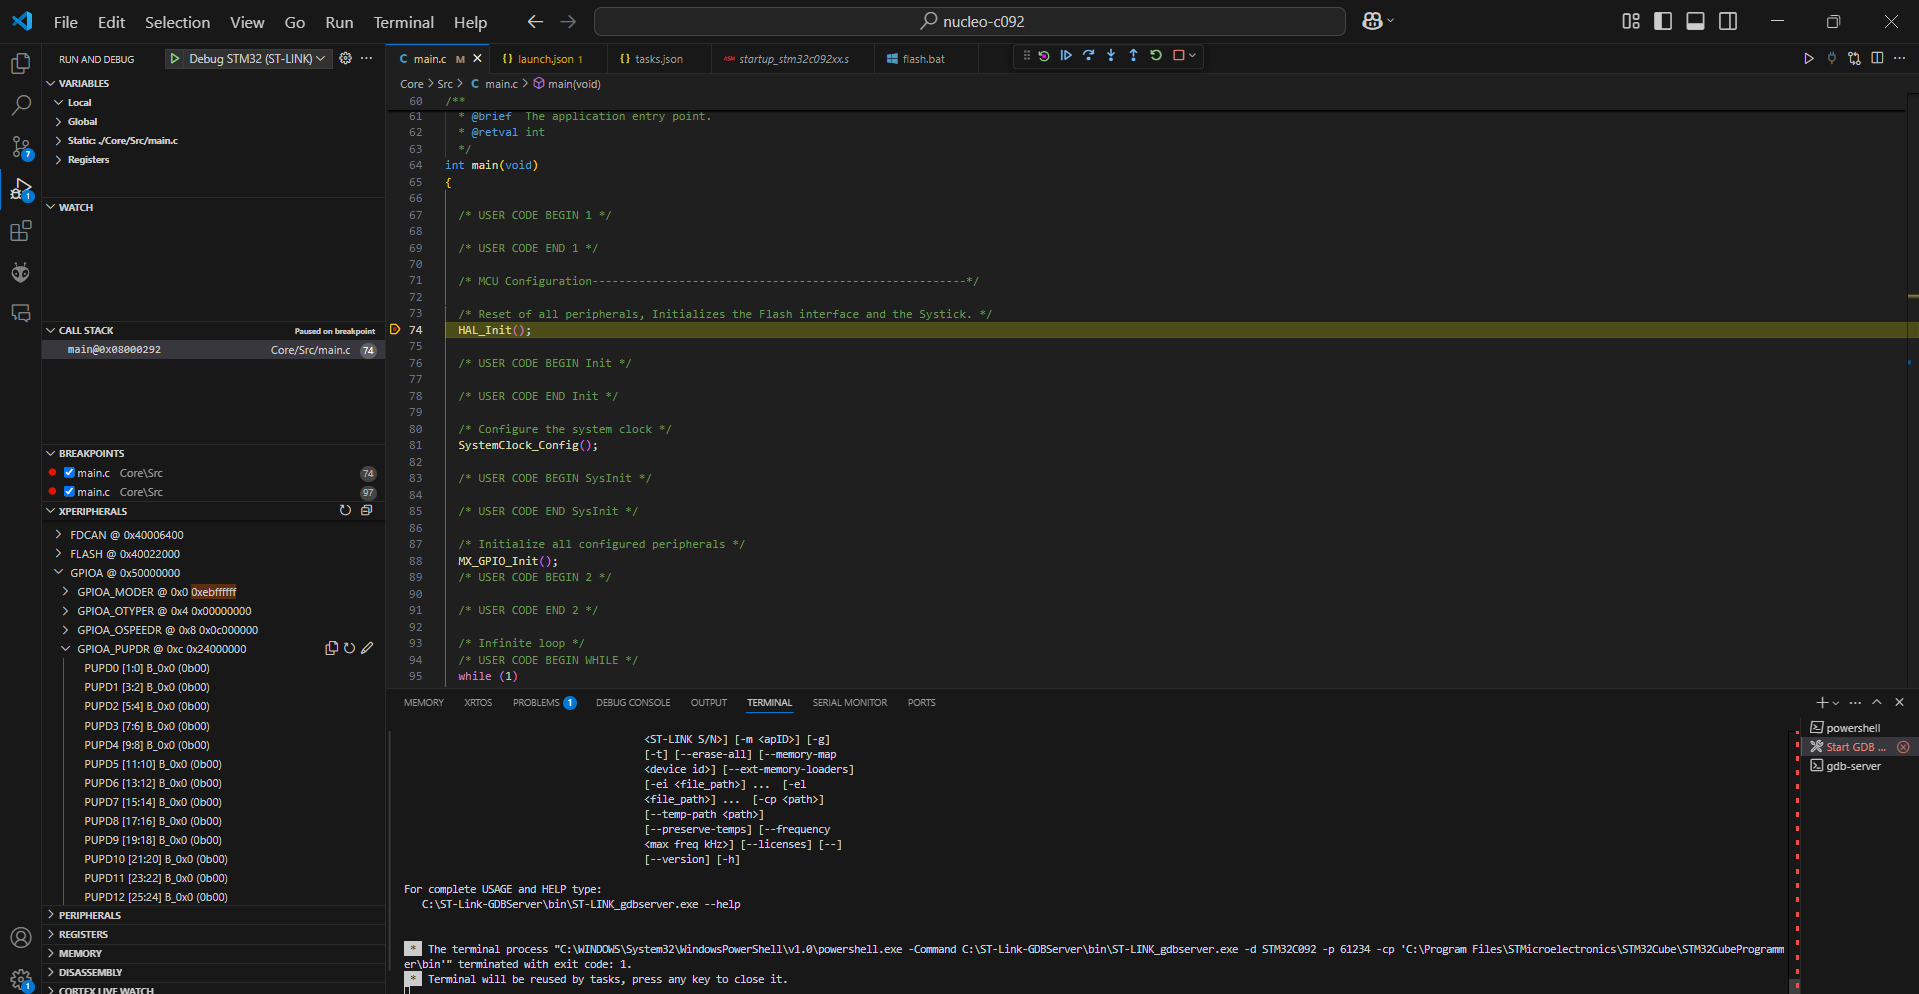 File Edit Selection View Go Run Terminal Help
nucleo-c092
RUN AND DEBUG
Debug STM32 (ST-LINK)
VARIABLES
Local
Global
Static: ./Core/Src/main.c
Registers
WATCH
CALL STACK Paused on breakpoint
main@0x08000292 Core/Src/main.c 74
BREAKPOINTS
main.c Core\Src 74
main.c Core\Src 97
XPERIPHERALS
FDCAN @ 0x40006400
FLASH @ 0x40022000
GPIOA @ 0x50000000
GPIOA_MODER @ 0x0 0xebffffff
GPIOA_OTYPER @ 0x4 0x00000000
GPIOA_OSPEEDR @ 0x8 0x0c000000
GPIOA_PUPDR @ 0xc 0x24000000
PUPD0 [1:0] B_0x0 (0b00)
PUPD1 [3:2] B_0x0 (0b00)
PUPD2 [5:4] B_0x0 (0b00)
PUPD3 [7:6] B_0x0 (0b00)
PUPD4 [9:8] B_0x0 (0b00)
PUPD5 [11:10] B_0x0 (0b00)
PUPD6 [13:12] B_0x0 (0b00)
PUPD7 [15:14] B_0x0 (0b00)
PUPD8 [17:16] B_0x0 (0b00)
PUPD9 [19:18] B_0x0 (0b00)
PUPD10 [21:20] B_0x0 (0b00)
PUPD11 [23:22] B_0x0 (0b00)
PUPD12 [25:24] B_0x0 (0b00)
PERIPHERALS
REGISTERS
MEMORY
DISASSEMBLY
CORTEX LIVE WATCH
7
1
1
C main.c M
{} launch.json 1
{} tasks.json
ASM startup_stm32c092xx.s
flash.bat
Core > Src > C main.c > main(void)
60 /**
61 * @brief  The application entry point.
62 * @retval int
63 */
64 int main(void)
65 {
66
67 /* USER CODE BEGIN 1 */
68
69 /* USER CODE END 1 */
70
71 /* MCU Configuration--------------------------------------------------------*/
72
73 /* Reset of all peripherals, Initializes the Flash interface and the Systick. */
74 HAL_Init();
75
76 /* USER CODE BEGIN Init */
77
78 /* USER CODE END Init */
79
80 /* Configure the system clock */
81 SystemClock_Config();
82
83 /* USER CODE BEGIN SysInit */
84
85 /* USER CODE END SysInit */
86
87 /* Initialize all configured peripherals */
88 MX_GPIO_Init();
89 /* USER CODE BEGIN 2 */
90
91 /* USER CODE END 2 */
92
93 /* Infinite loop */
94 /* USER CODE BEGIN WHILE */
95 while (1)
MEMORY XRTOS PROBLEMS 1 DEBUG CONSOLE OUTPUT TERMINAL SERIAL MONITOR PORTS
<ST-LINK S/N>] [-m <apID>] [-g]
[-t] [--erase-all] [--memory-map
<device id>] [--ext-memory-loaders]
[-ei <file_path>] ...  [-el
<file_path>] ...  [-cp <path>]
[--temp-path <path>]
[--preserve-temps] [--frequency
<max freq kHz>] [--licenses] [--]
[--version] [-h]
For complete USAGE and HELP type:
C:\ST-Link-GDBServer\bin\ST-LINK_gdbserver.exe --help
* The terminal process "C:\WINDOWS\System32\WindowsPowerShell\v1.0\powershell.exe -Command C:\ST-Link-GDBServer\bin\ST-LINK_gdbserver.exe -d STM32C092 -p 61234 -cp 'C:\Program Files\STMicroelectronics\STM32Cube\STM32CubeProgramm
er\bin'" terminated with exit code: 1.
* Terminal will be reused by tasks, press any key to close it.
powershell
Start GDB ...
gdb-server